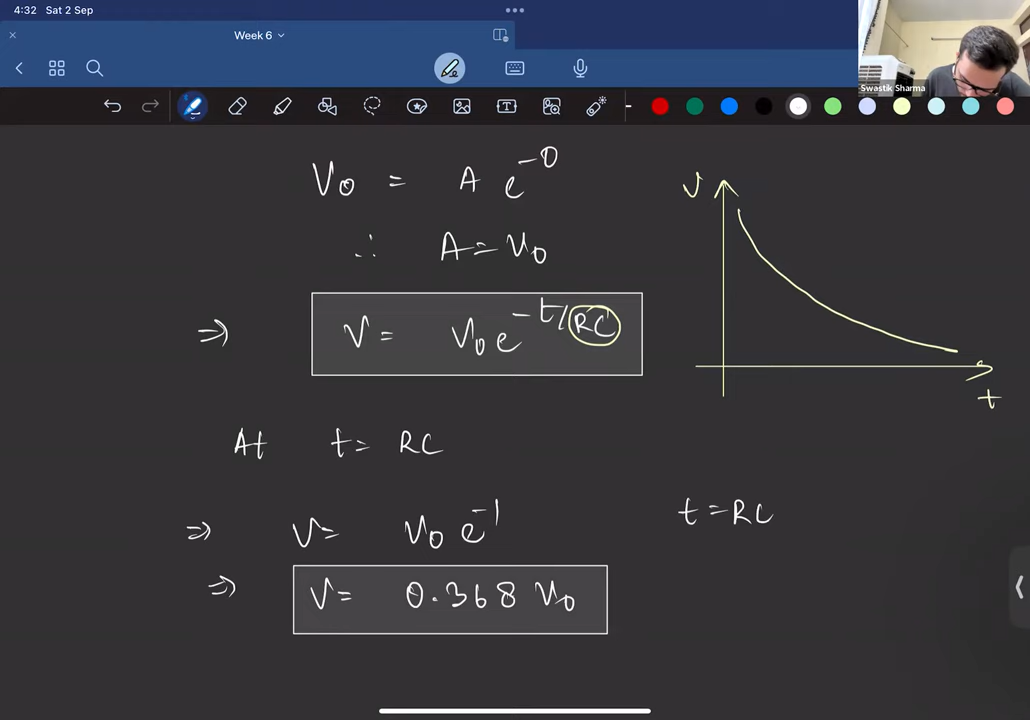 4:32 Sat 2 Sep
Week 6
Swastik Sharma
V₀ = A e⁻⁰
∴ A = V₀
⇒ V = V₀ e^(-t/RC)
V
t
At t = RC
⇒ V = V₀ e⁻¹
t = RC
⇒ V = 0.368 V₀